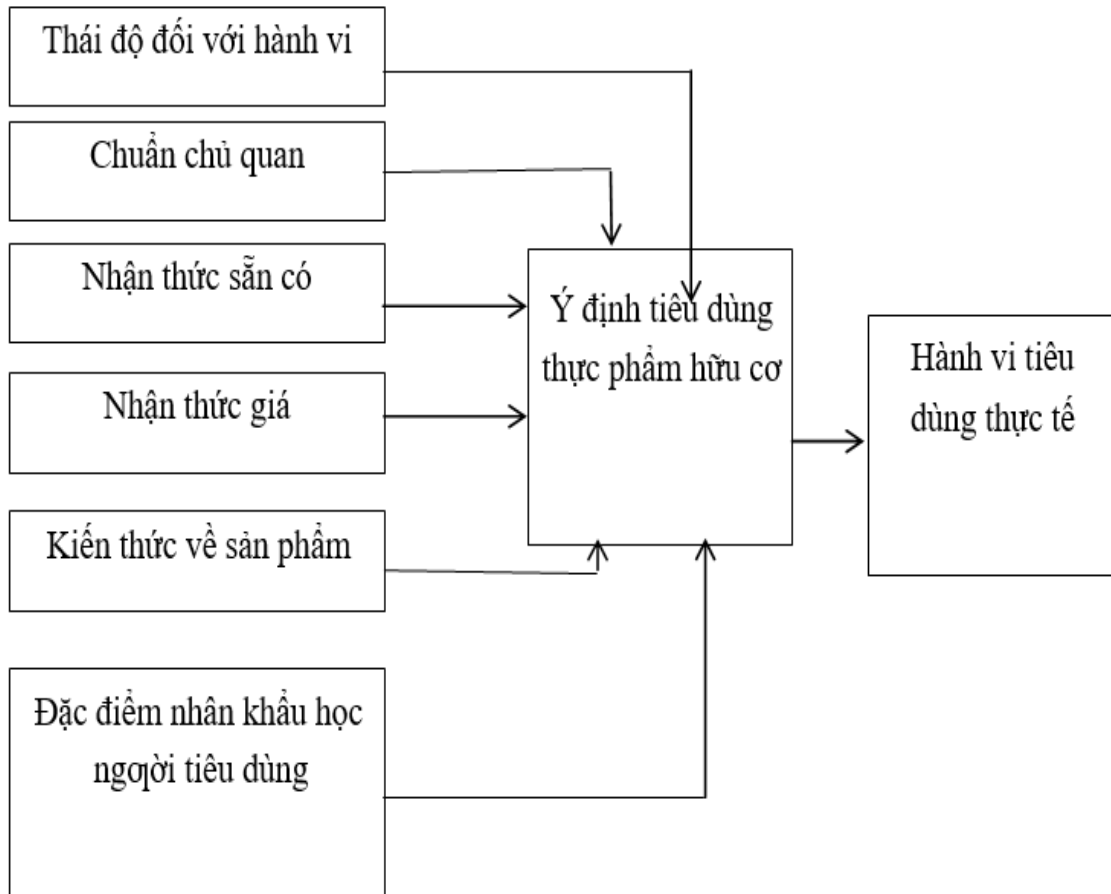 Thái độ đối với hành vi
Chuẩn chủ quan
Nhận thức sẵn có
Nhận thức giá
Kiến thức về sản phẩm
Đặc điểm nhân khẩu học
ngƣời tiêu dùng
Ý định tiêu dùng
thực phẩm hữu cơ
Hành vi tiêu
dùng thực tế